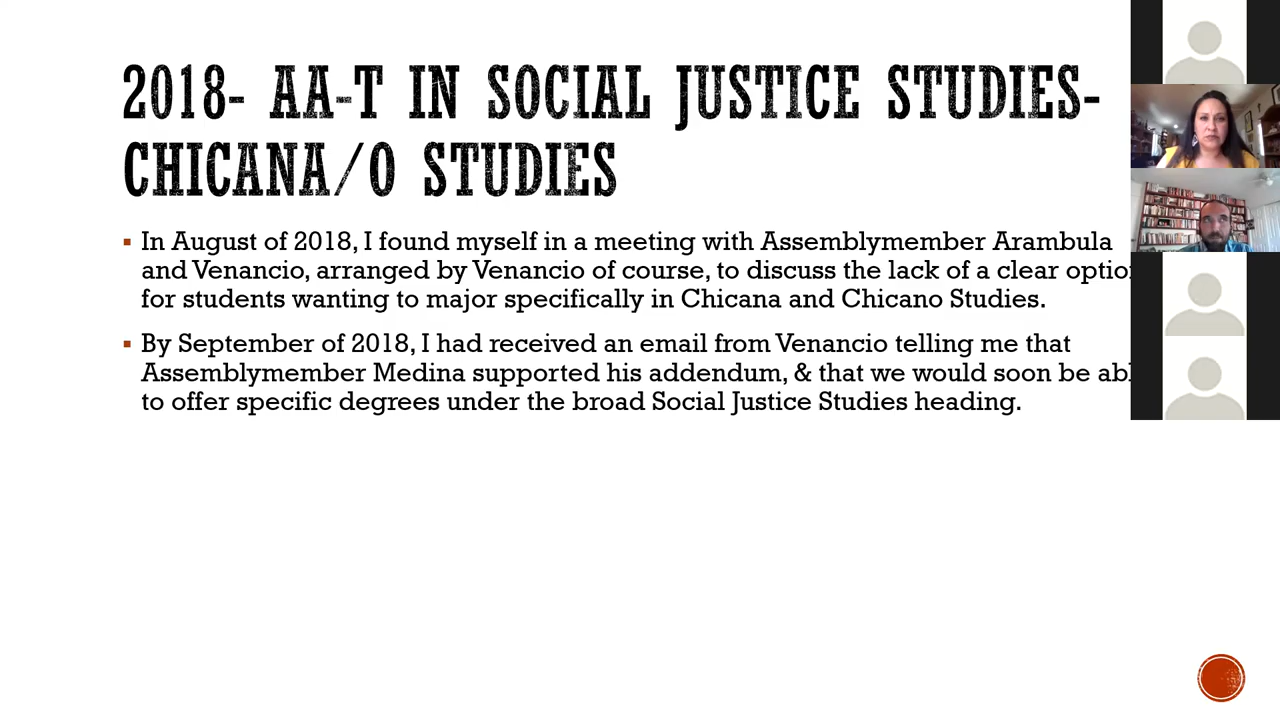 2018- AA-T IN SOCIAL JUSTICE STUDIES-
CHICANA/O STUDIES
▪ In August of 2018, I found myself in a meeting with Assemblymember Arambula
and Venancio, arranged by Venancio of course, to discuss the lack of a clear optio
for students wanting to major specifically in Chicana and Chicano Studies.
▪ By September of 2018, I had received an email from Venancio telling me that
Assemblymember Medina supported his addendum, & that we would soon be abl
to offer specific degrees under the broad Social Justice Studies heading.